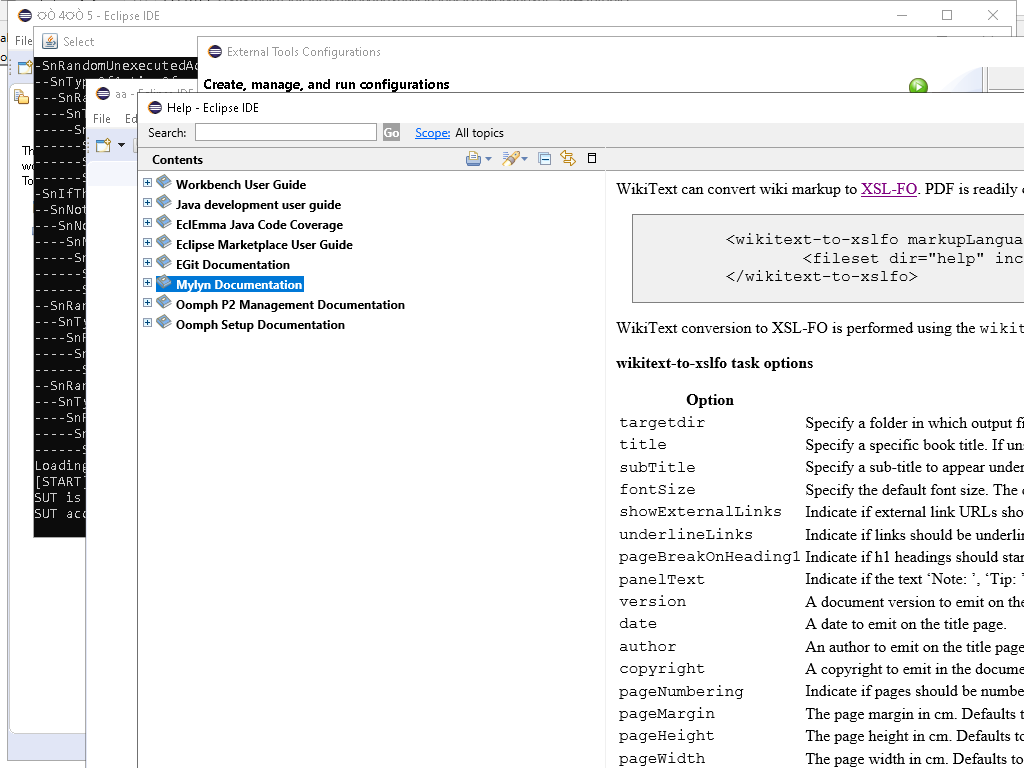 4 5 - Eclipse IDE
File
Select
External Tools Configurations
Create, manage, and run configurations
-SnRandomUnexecutedAc
--SnTyp
---SnRa
----SnT
-----Sn
-SnIfTh
--SnNot
---SnNo
----SnN
-----Sn
--SnRan
---SnTy
----SnF
-----Sn
--SnRan
---SnTy
----SnF
-----Sn
Loading
[START]
SUT is
SUT acc
aa - Eclipse IDE
File Ed
Help - Eclipse IDE
Search: Go Scope: All topics
Contents
Workbench User Guide
Java development user guide
EclEmma Java Code Coverage
Eclipse Marketplace User Guide
EGit Documentation
Mylyn Documentation
Oomph P2 Management Documentation
Oomph Setup Documentation
WikiText can convert wiki markup to XSL-FO. PDF is readily
<wikitext-to-xslfo markupLangua
<fileset dir="help" inc
</wikitext-to-xslfo>
WikiText conversion to XSL-FO is performed using the wikit
wikitext-to-xslfo task options
Option
targetdir Specify a folder in which output fi
title Specify a specific book title. If uns
subTitle Specify a sub-title to appear under
fontSize Specify the default font size. The
showExternalLinks Indicate if external link URLs shou
underlineLinks Indicate if links should be underlin
pageBreakOnHeading1 Indicate if h1 headings should star
panelText Indicate if the text ‘Note: ’, ‘Tip: ’
version A document version to emit on the
date A date to emit on the title page.
author An author to emit on the title page
copyright A copyright to emit in the docume
pageNumbering Indicate if pages should be numbe
pageMargin The page margin in cm. Defaults t
pageHeight The page height in cm. Defaults to
pageWidth The page width in cm. Defaults to